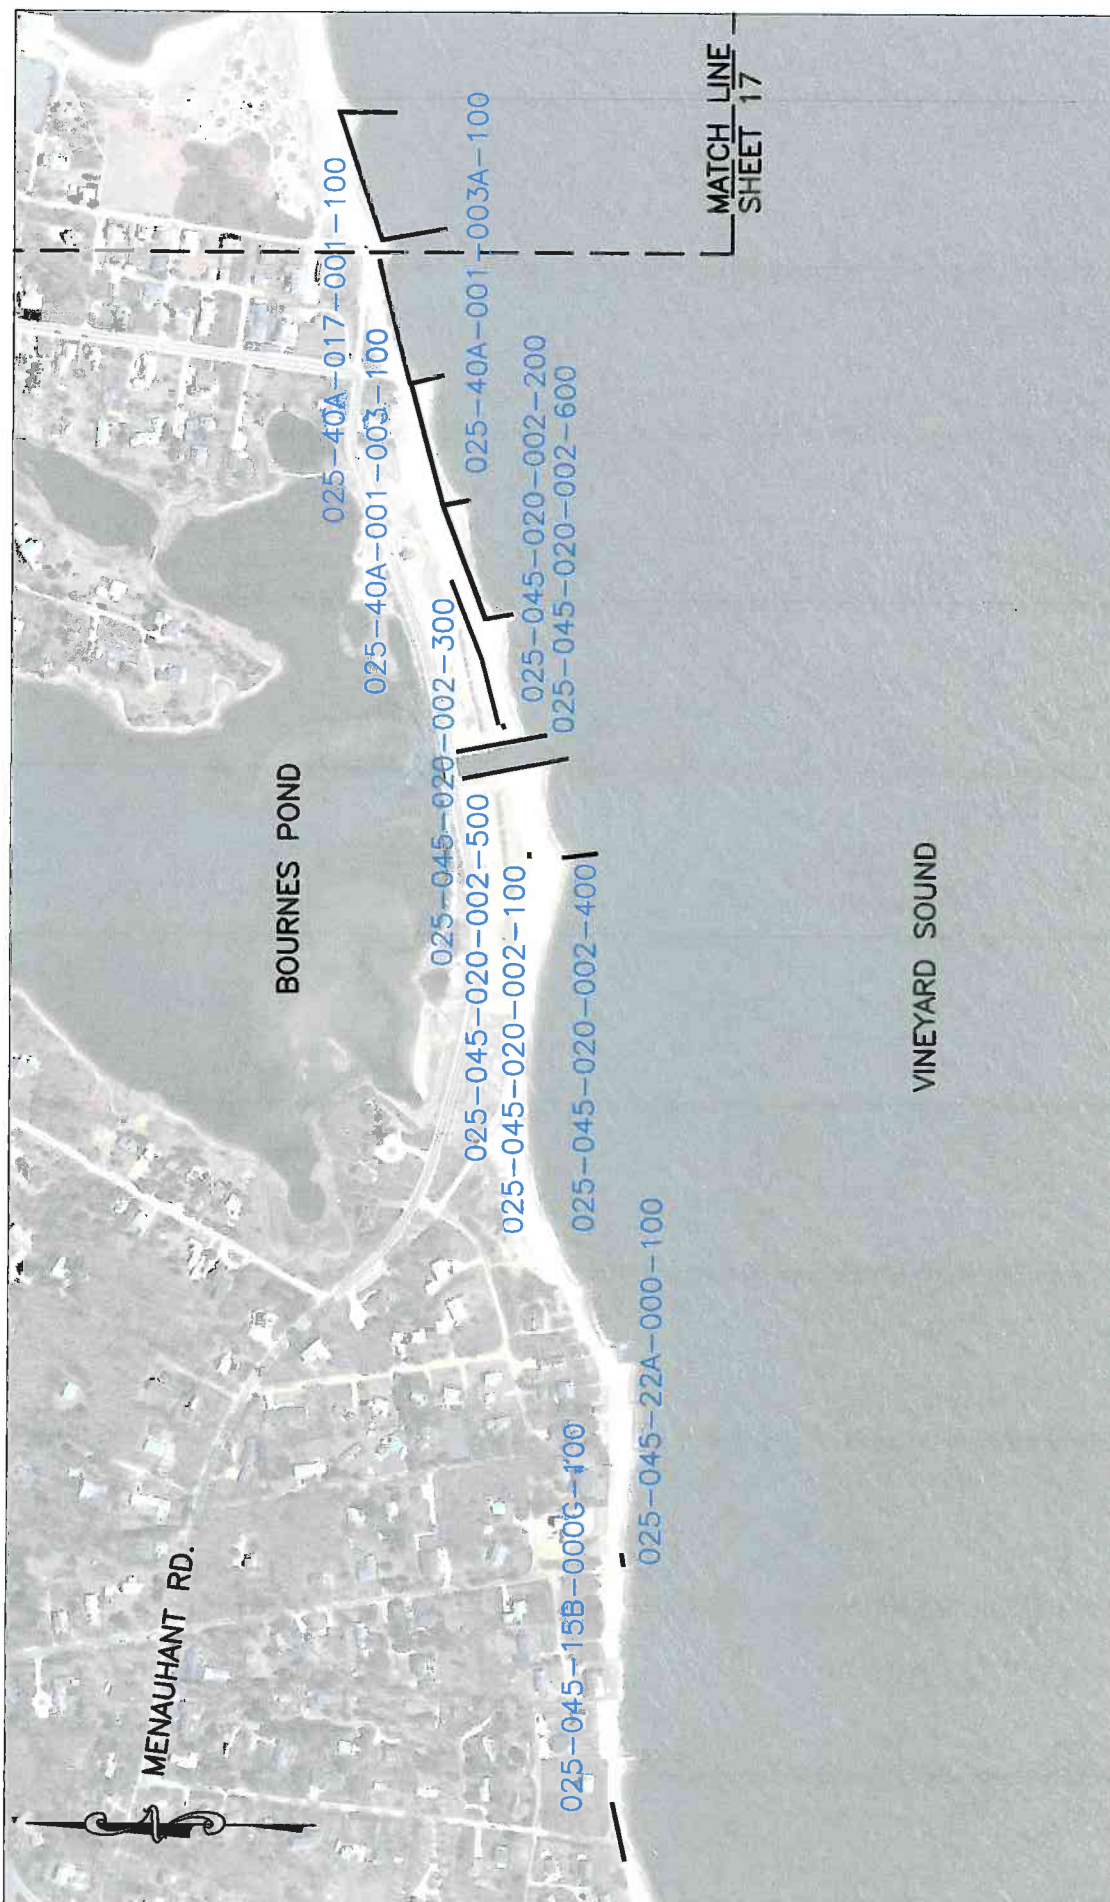 MENAUHANT RD.
BOURNES POND
MATCH LINE
SHEET 17
025-40A-017-001-100
025-40A-001-003-100
025-40A-001-003A-100
025-045-020-002-200
025-045-020-002-600
025-045-020-002-300
025-045-020-002-500
025-045-020-002-100
025-045-020-002-400
025-045-22A-000-100
025-045-15B-000G-100
VINEYARD SOUND